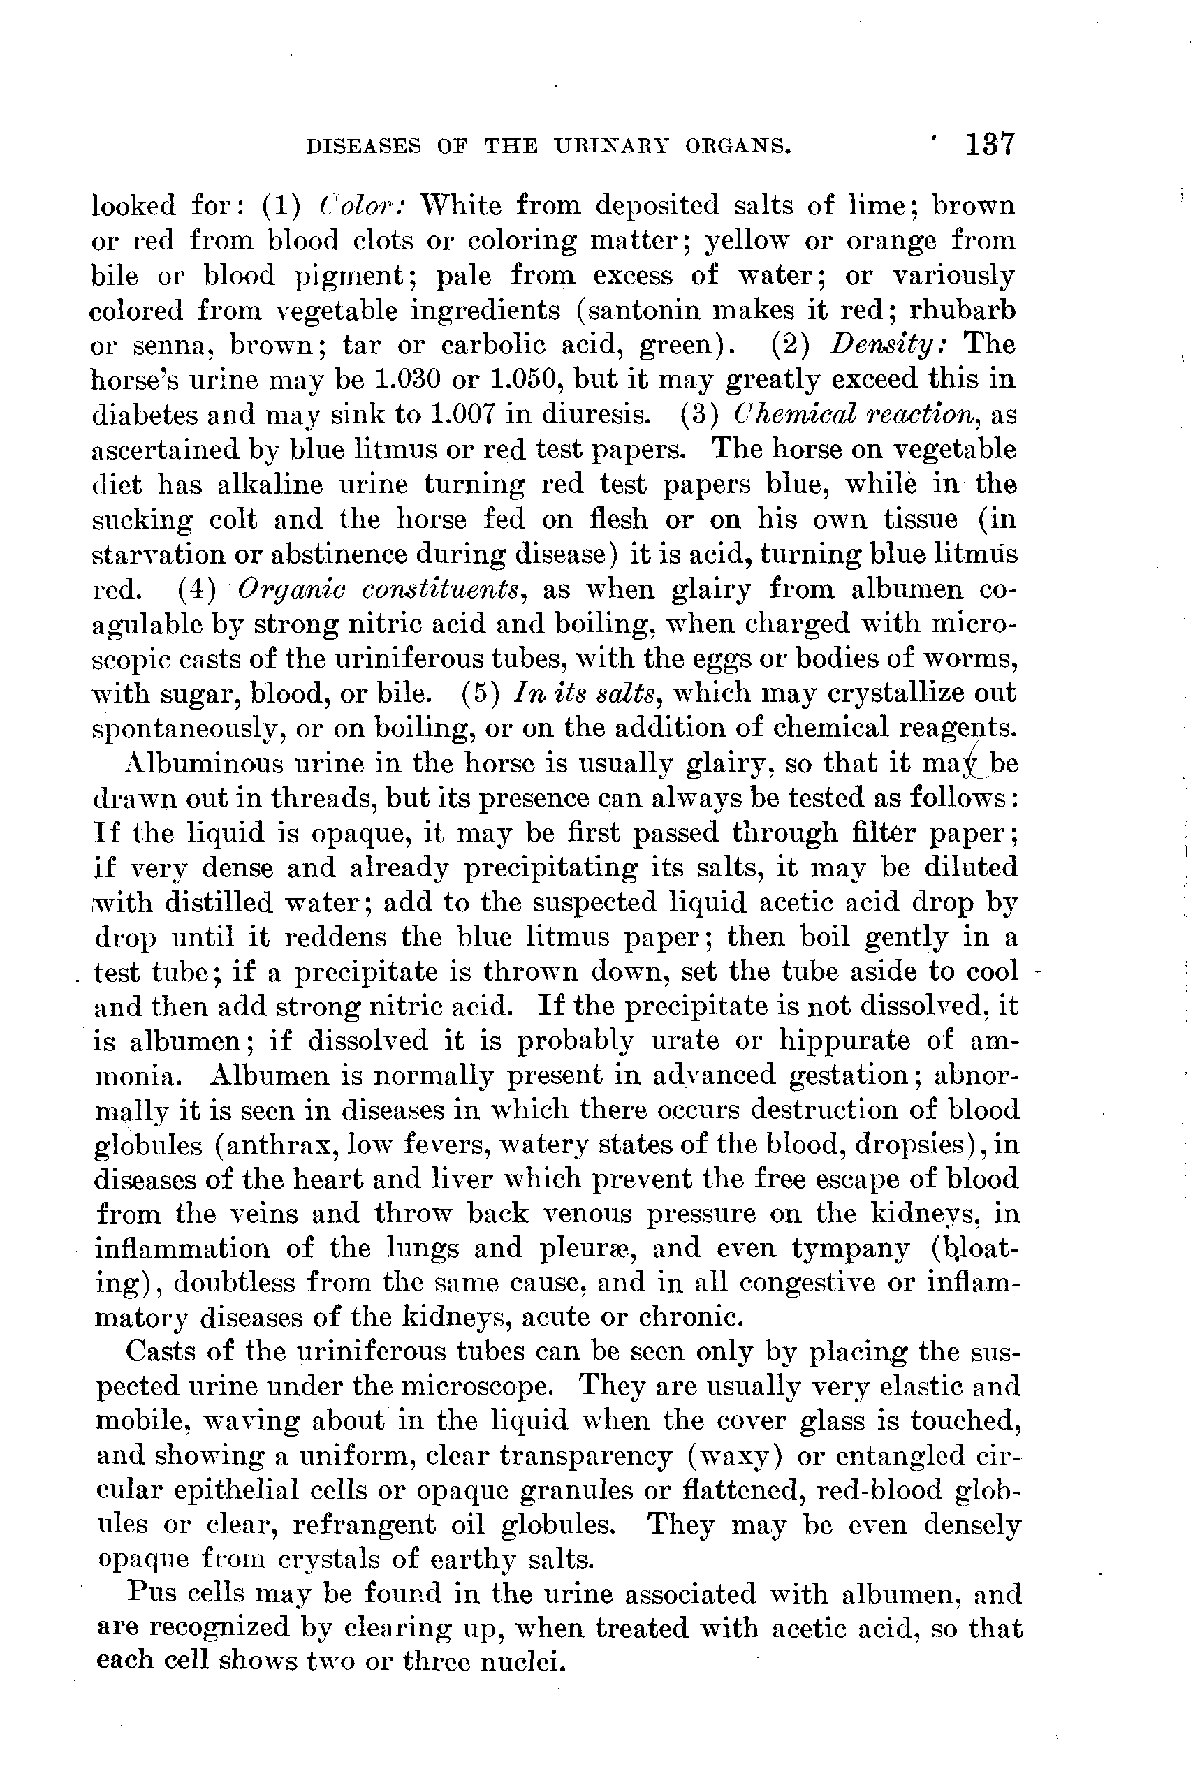 DISEASES OF THE URINARY ORGANS. 137
looked for: (1) Color: White from deposited salts of lime; brown
or red from blood clots or coloring matter; yellow or orange from
bile or blood pigment; pale from excess of water; or variously
colored from vegetable ingredients (santonin makes it red; rhubarb
or senna, brown; tar or carbolic acid, green). (2) Density: The
horse's urine may be 1.030 or 1.050, but it may greatly exceed this in
diabetes and may sink to 1.007 in diuresis. (3) Chemical reaction, as
ascertained by blue litmus or red test papers. The horse on vegetable
diet has alkaline urine turning red test papers blue, while in the
sucking colt and the horse fed on flesh or on his own tissue (in
starvation or abstinence during disease) it is acid, turning blue litmus
red. (4) Organic constituents, as when glairy from albumen co-
agulable by strong nitric acid and boiling, when charged with micro-
scopic casts of the uriniferous tubes, with the eggs or bodies of worms,
with sugar, blood, or bile. (5) In its salts, which may crystallize out
spontaneously, or on boiling, or on the addition of chemical reagents.
Albuminous urine in the horse is usually glairy, so that it may be
drawn out in threads, but its presence can always be tested as follows:
If the liquid is opaque, it may be first passed through filter paper;
if very dense and already precipitating its salts, it may be diluted
with distilled water; add to the suspected liquid acetic acid drop by
drop until it reddens the blue litmus paper; then boil gently in a
test tube; if a precipitate is thrown down, set the tube aside to cool
and then add strong nitric acid. If the precipitate is not dissolved, it
is albumen; if dissolved it is probably urate or hippurate of am-
monia. Albumen is normally present in advanced gestation; abnor-
mally it is seen in diseases in which there occurs destruction of blood
globules (anthrax, low fevers, watery states of the blood, dropsies), in
diseases of the heart and liver which prevent the free escape of blood
from the veins and throw back venous pressure on the kidneys, in
inflammation of the lungs and pleuræ, and even tympany (bloat-
ing), doubtless from the same cause, and in all congestive or inflam-
matory diseases of the kidneys, acute or chronic.
Casts of the uriniferous tubes can be seen only by placing the sus-
pected urine under the microscope. They are usually very elastic and
mobile, waving about in the liquid when the cover glass is touched,
and showing a uniform, clear transparency (waxy) or entangled cir-
cular epithelial cells or opaque granules or flattened, red-blood glob-
ules or clear, refrangent oil globules. They may be even densely
opaque from crystals of earthy salts.
Pus cells may be found in the urine associated with albumen, and
are recognized by clearing up, when treated with acetic acid, so that
each cell shows two or three nuclei.